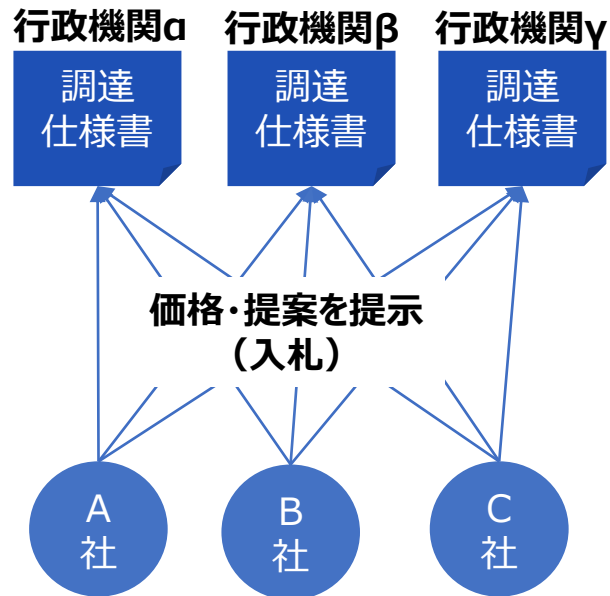 行政機関α 行政機関β 行政機関γ
調達
仕様書
調達
仕様書
調達
仕様書
価格・提案を提示
（入札）
A
社
B
社
C
社